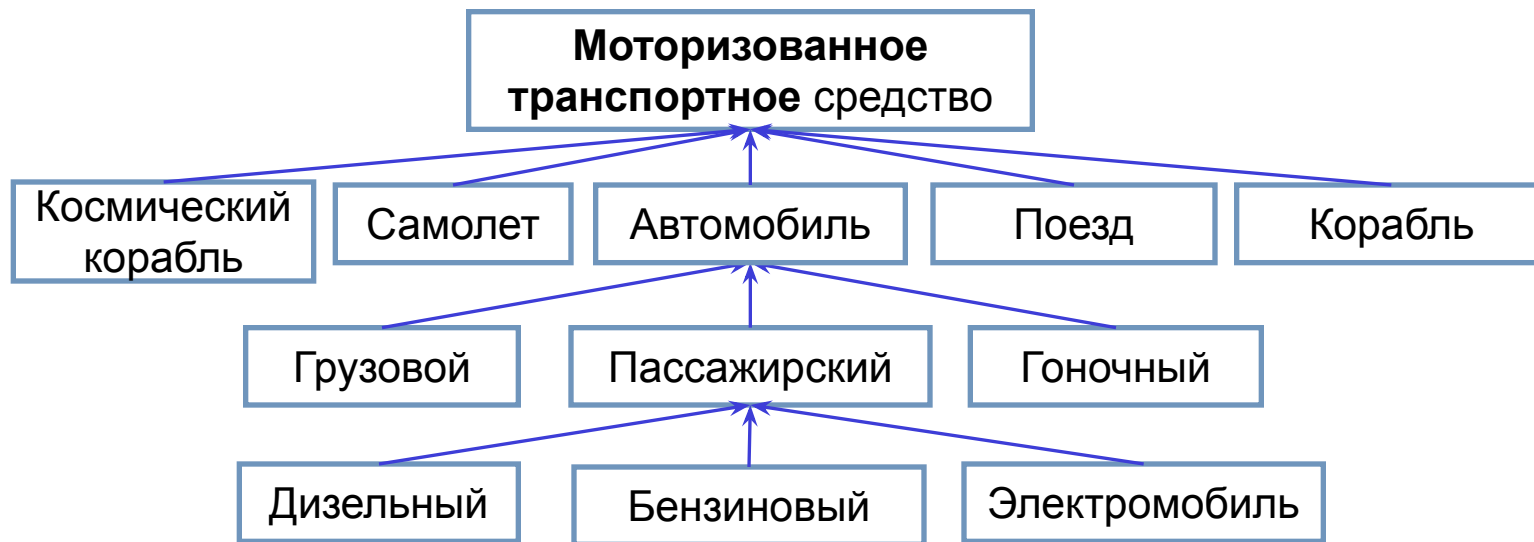 Моторизованное
транспортное средство
Космический
корабль
Самолет
Автомобиль
Поезд
Корабль
Грузовой
Пассажирский
Гоночный
Дизельный
Бензиновый
Электромобиль